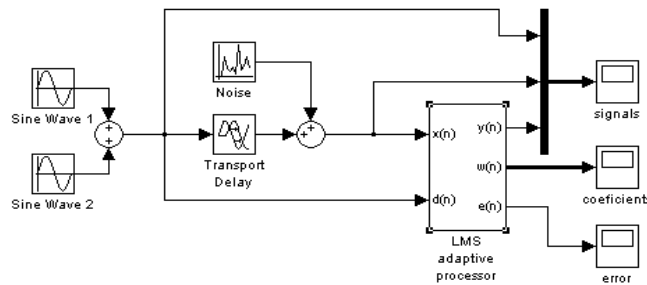 Sine Wave 1
+
+
Sine Wave 2
Noise
Transport
Delay
+
+
x(n)
d(n)
y(n)
w(n)
e(n)
LMS
adaptive
processor
signals
coeficient
error